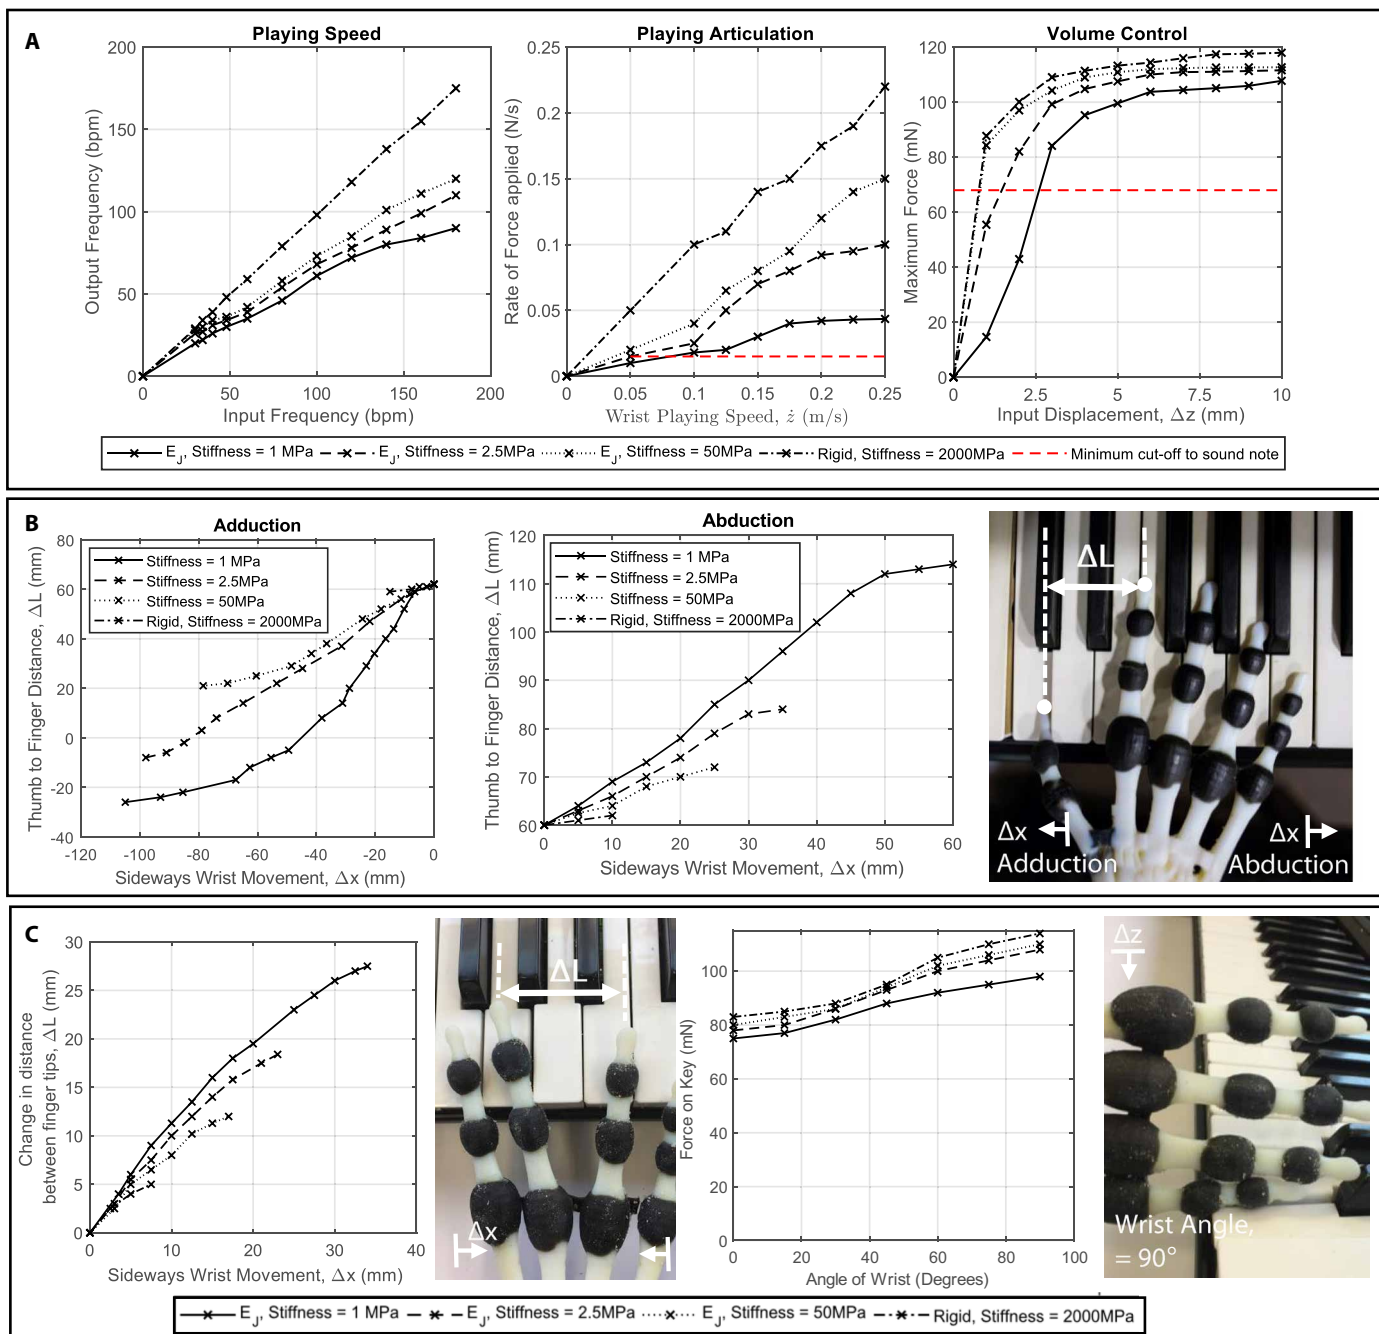 A
Playing Speed
200
150
100
50
0
Output Frequency (bpm)
0 50 100 150 200
Input Frequency (bpm)
Playing Articulation
0.25
0.2
0.15
0.1
0.05
0
Rate of Force applied (N/s)
0 0.05 0.1 0.15 0.2 0.25
Wrist Playing Speed, ż (m/s)
Volume Control
120
100
80
60
40
20
0
Maximum Force (mN)
0 2.5 5 7.5 10
Input Displacement, Δz (mm)
E_J, Stiffness = 1 MPa E_J, Stiffness = 2.5MPa E_J, Stiffness = 50MPa Rigid, Stiffness = 2000MPa Minimum cut-off to sound note
B
Adduction
80
60
40
20
0
-20
-40
Thumb to Finger Distance, ΔL (mm)
Stiffness = 1 MPa
Stiffness = 2.5MPa
Stiffness = 50MPa
Rigid, Stiffness = 2000MPa
-120 -100 -80 -60 -40 -20 0
Sideways Wrist Movement, Δx (mm)
Abduction
120
110
100
90
80
70
60
Thumb to Finger Distance, ΔL (mm)
Stiffness = 1 MPa
Stiffness = 2.5MPa
Stiffness = 50MPa
Rigid, Stiffness = 2000MPa
0 10 20 30 40 50 60
Sideways Wrist Movement, Δx (mm)
ΔL
Δx
Adduction
Δx
Abduction
C
30
25
20
15
10
5
0
Change in distance
between finger tips, ΔL (mm)
0 10 20 30 40
Sideways Wrist Movement, Δx (mm)
ΔL
Δx
100
80
60
40
20
0
Force on Key (mN)
0 20 40 60 80 100
Angle of Wrist (Degrees)
Δz
Wrist Angle,
= 90°
E_J, Stiffness = 1 MPa E_J, Stiffness = 2.5MPa E_J, Stiffness = 50MPa Rigid, Stiffness = 2000MPa